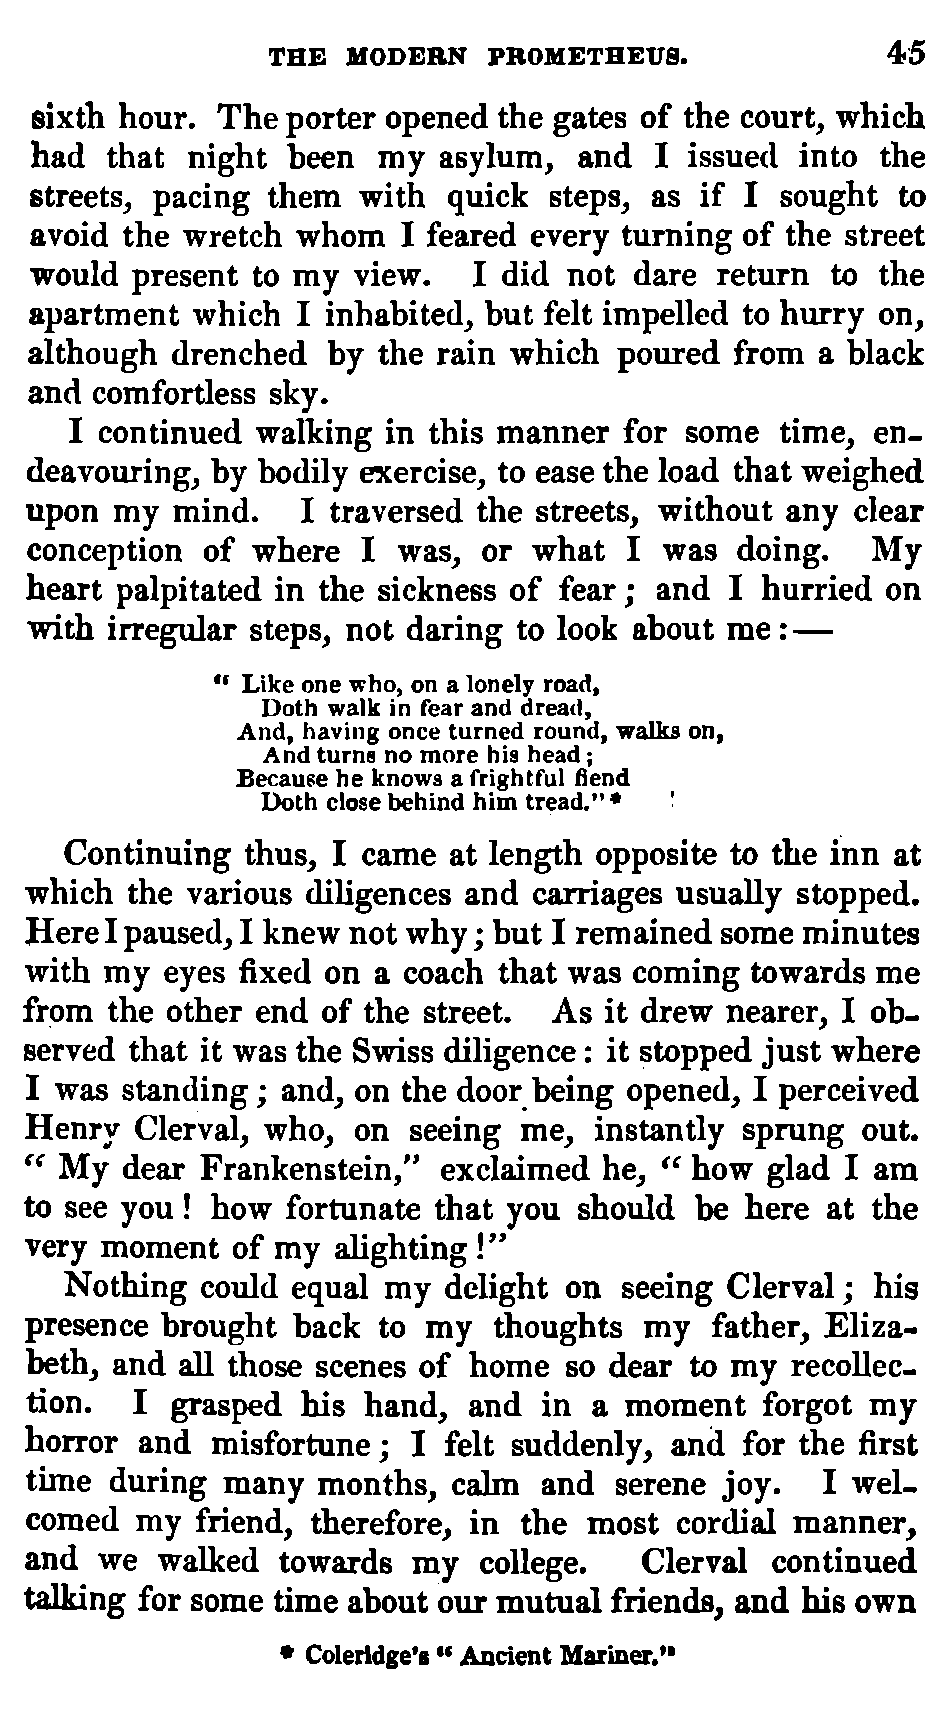 THE MODERN PROMETHEUS. 45
sixth hour. The porter opened the gates of the court, which
had that night been my asylum, and I issued into the
streets, pacing them with quick steps, as if I sought to
avoid the wretch whom I feared every turning of the street
would present to my view. I did not dare return to the
apartment which I inhabited, but felt impelled to hurry on,
although drenched by the rain which poured from a black
and comfortless sky.
I continued walking in this manner for some time, en-
deavouring, by bodily exercise, to ease the load that weighed
upon my mind. I traversed the streets, without any clear
conception of where I was, or what I was doing. My
heart palpitated in the sickness of fear; and I hurried on
with irregular steps, not daring to look about me:—
“ Like one who, on a lonely road,
Doth walk in fear and dread,
And, having once turned round, walks on,
And turns no more his head;
Because he knows a frightful fiend
Doth close behind him tread.” *
Continuing thus, I came at length opposite to the inn at
which the various diligences and carriages usually stopped.
Here I paused, I knew not why; but I remained some minutes
with my eyes fixed on a coach that was coming towards me
from the other end of the street. As it drew nearer, I ob-
served that it was the Swiss diligence: it stopped just where
I was standing; and, on the door being opened, I perceived
Henry Clerval, who, on seeing me, instantly sprung out.
“ My dear Frankenstein,” exclaimed he, “ how glad I am
to see you! how fortunate that you should be here at the
very moment of my alighting!”
Nothing could equal my delight on seeing Clerval; his
presence brought back to my thoughts my father, Eliza-
beth, and all those scenes of home so dear to my recollec-
tion. I grasped his hand, and in a moment forgot my
horror and misfortune; I felt suddenly, and for the first
time during many months, calm and serene joy. I wel-
comed my friend, therefore, in the most cordial manner,
and we walked towards my college. Clerval continued
talking for some time about our mutual friends, and his own
* Coleridge's “ Ancient Mariner.”